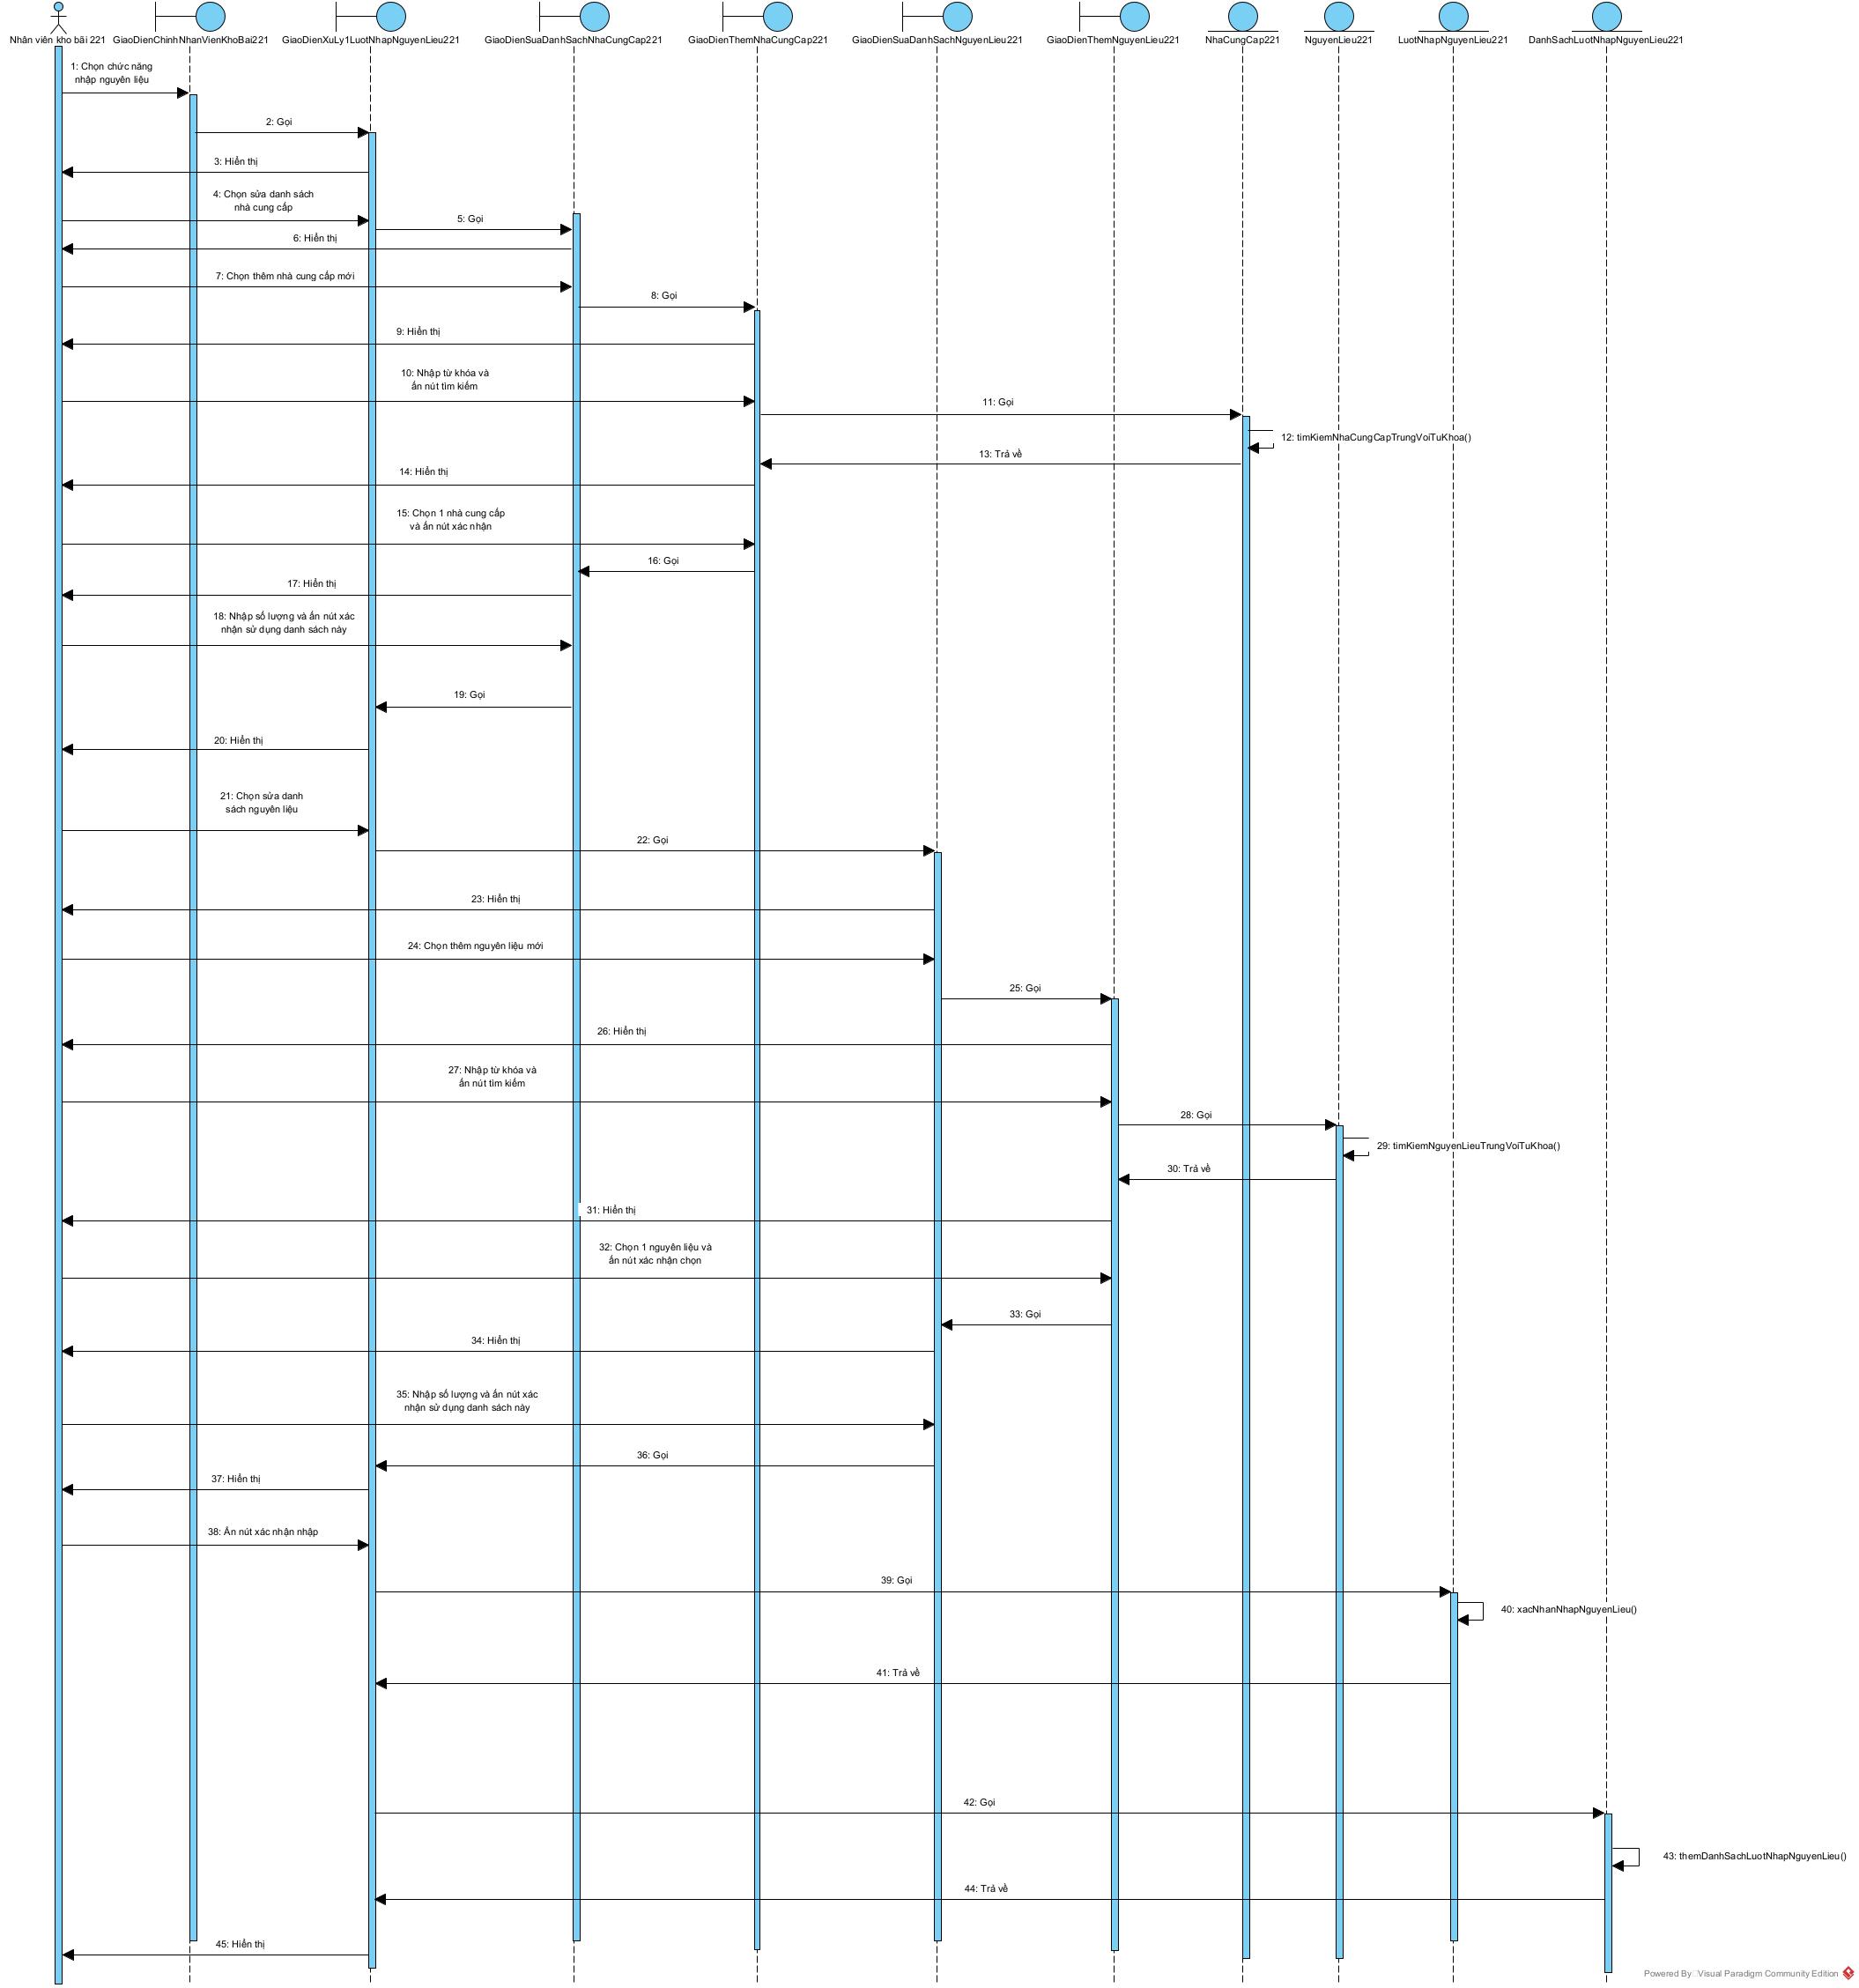 Nhân viên kho bãi 221
GiaoDienChinhNhanVienKhoBai221
GiaoDienXuLy1LuotNhapNguyenLieu221
GiaoDienSuaDanhSachNhaCungCap221
GiaoDienThemNhaCungCap221
GiaoDienSuaDanhSachNguyenLieu221
GiaoDienThemNguyenLieu221
NhaCungCap221
NguyenLieu221
LuotNhapNguyenLieu221
DanhSachLuotNhapNguyenLieu221
1: Chọn chức năng
nhập nguyên liệu
2: Gọi
3: Hiển thị
4: Chọn sửa danh sách
nhà cung cấp
5: Gọi
6: Hiển thị
7: Chọn thêm nhà cung cấp mới
8: Gọi
9: Hiển thị
10: Nhập từ khóa và
ấn nút tìm kiếm
11: Gọi
12: timKiemNhaCungCapTrungVoiTuKhoa()
13: Trả về
14: Hiển thị
15: Chọn 1 nhà cung cấp
và ấn nút xác nhận
16: Gọi
17: Hiển thị
18: Nhập số lượng và ấn nút xác
nhận sử dụng danh sách này
19: Gọi
20: Hiển thị
21: Chọn sửa danh
sách nguyên liệu
22: Gọi
23: Hiển thị
24: Chọn thêm nguyên liệu mới
25: Gọi
26: Hiển thị
27: Nhập từ khóa và
ấn nút tìm kiếm
28: Gọi
29: timKiemNguyenLieuTrungVoiTuKhoa()
30: Trả về
31: Hiển thị
32: Chọn 1 nguyên liệu và
ấn nút xác nhận chọn
33: Gọi
34: Hiển thị
35: Nhập số lượng và ấn nút xác
nhận sử dụng danh sách này
36: Gọi
37: Hiển thị
38: Ấn nút xác nhận nhập
39: Gọi
40: xacNhanNhapNguyenLieu()
41: Trả về
42: Gọi
43: themDanhSachLuotNhapNguyenLieu()
44: Trả về
45: Hiển thị
Powered By  Visual Paradigm Community Edition